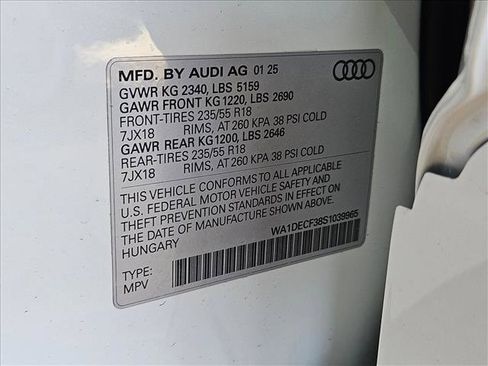 MFD. BY AUDI AG 01 25
GVWR KG 2340, LBS 5159
GAWR FRONT KG1220, LBS 2690
FRONT-TIRES 235/55 R18
7JX18 RIMS, AT 260 KPA 38 PSI COLD
GAWR REAR KG1200, LBS 2646
REAR-TIRES 235/55 R18
7JX18 RIMS, AT 260 KPA 38 PSI COLD
THIS VEHICLE CONFORMS TO ALL APPLICABLE
U.S. FEDERAL MOTOR VEHICLE SAFETY AND
THEFT PREVENTION STANDARDS IN EFFECT ON
THE DATE OF MANUFACTURE SHOWN ABOVE.
HUNGARY
WA1DECF38S1039965
TYPE:
MPV